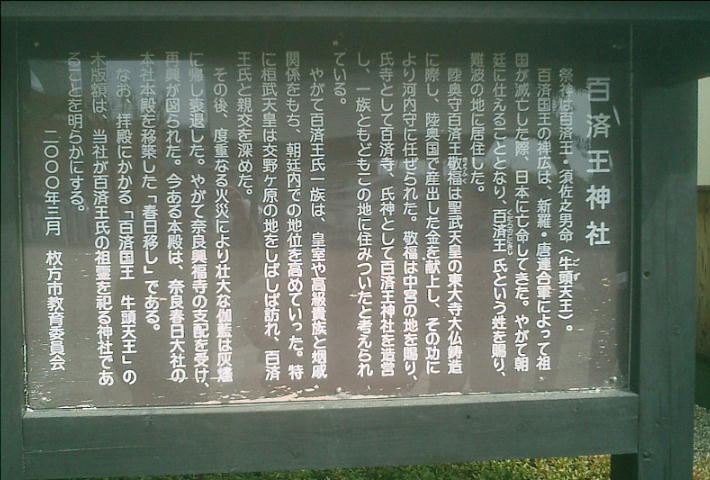 百済王神社
祭神は百済王・須佐之男命（牛頭天王）。
百済国王の禅広は、新羅・唐連合軍によって祖
国が滅亡した際、日本に亡命してきた。やがて朝
廷に仕えることとなり、百済王氏という姓を賜り、
難波の地に居住した。
陸奥守百済王敬福は聖武天皇の東大寺大仏鋳造
に際し、陸奥国で産出した金を献上し、その功に
より河内守に任ぜられた。敬福は中宮の地を賜り、
氏寺として百済寺、氏神として百済王神社を造営
し、一族ともどもこの地に住みついたと考えられ
ている。
やがて百済王氏一族は、皇室や高級貴族と姻戚
関係をもち、朝廷内での地位を高めていった。特
に桓武天皇は交野ヶ原の地をしばしば訪れ、百済
王氏と親交を深めた。
その後、度重なる火災により壮大な伽藍は灰燼
に帰し衰退した。やがて奈良興福寺の支配を受け、
再興が図られた。今ある本殿は、奈良春日大社の
本社本殿を移築した「春日移し」である。
なお、拝殿にかかる「百済国王　牛頭天王」の
木版額は、当社が百済王氏の祖霊を祀る神社であ
ることを明らかにする。
二〇〇〇年三月　枚方市教育委員会